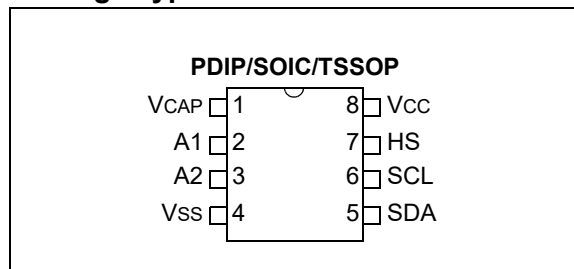 PDIP/SOIC/TSSOP
VCAP 1 8 VCC
A1 2 7 HS
A2 3 6 SCL
VSS 4 5 SDA